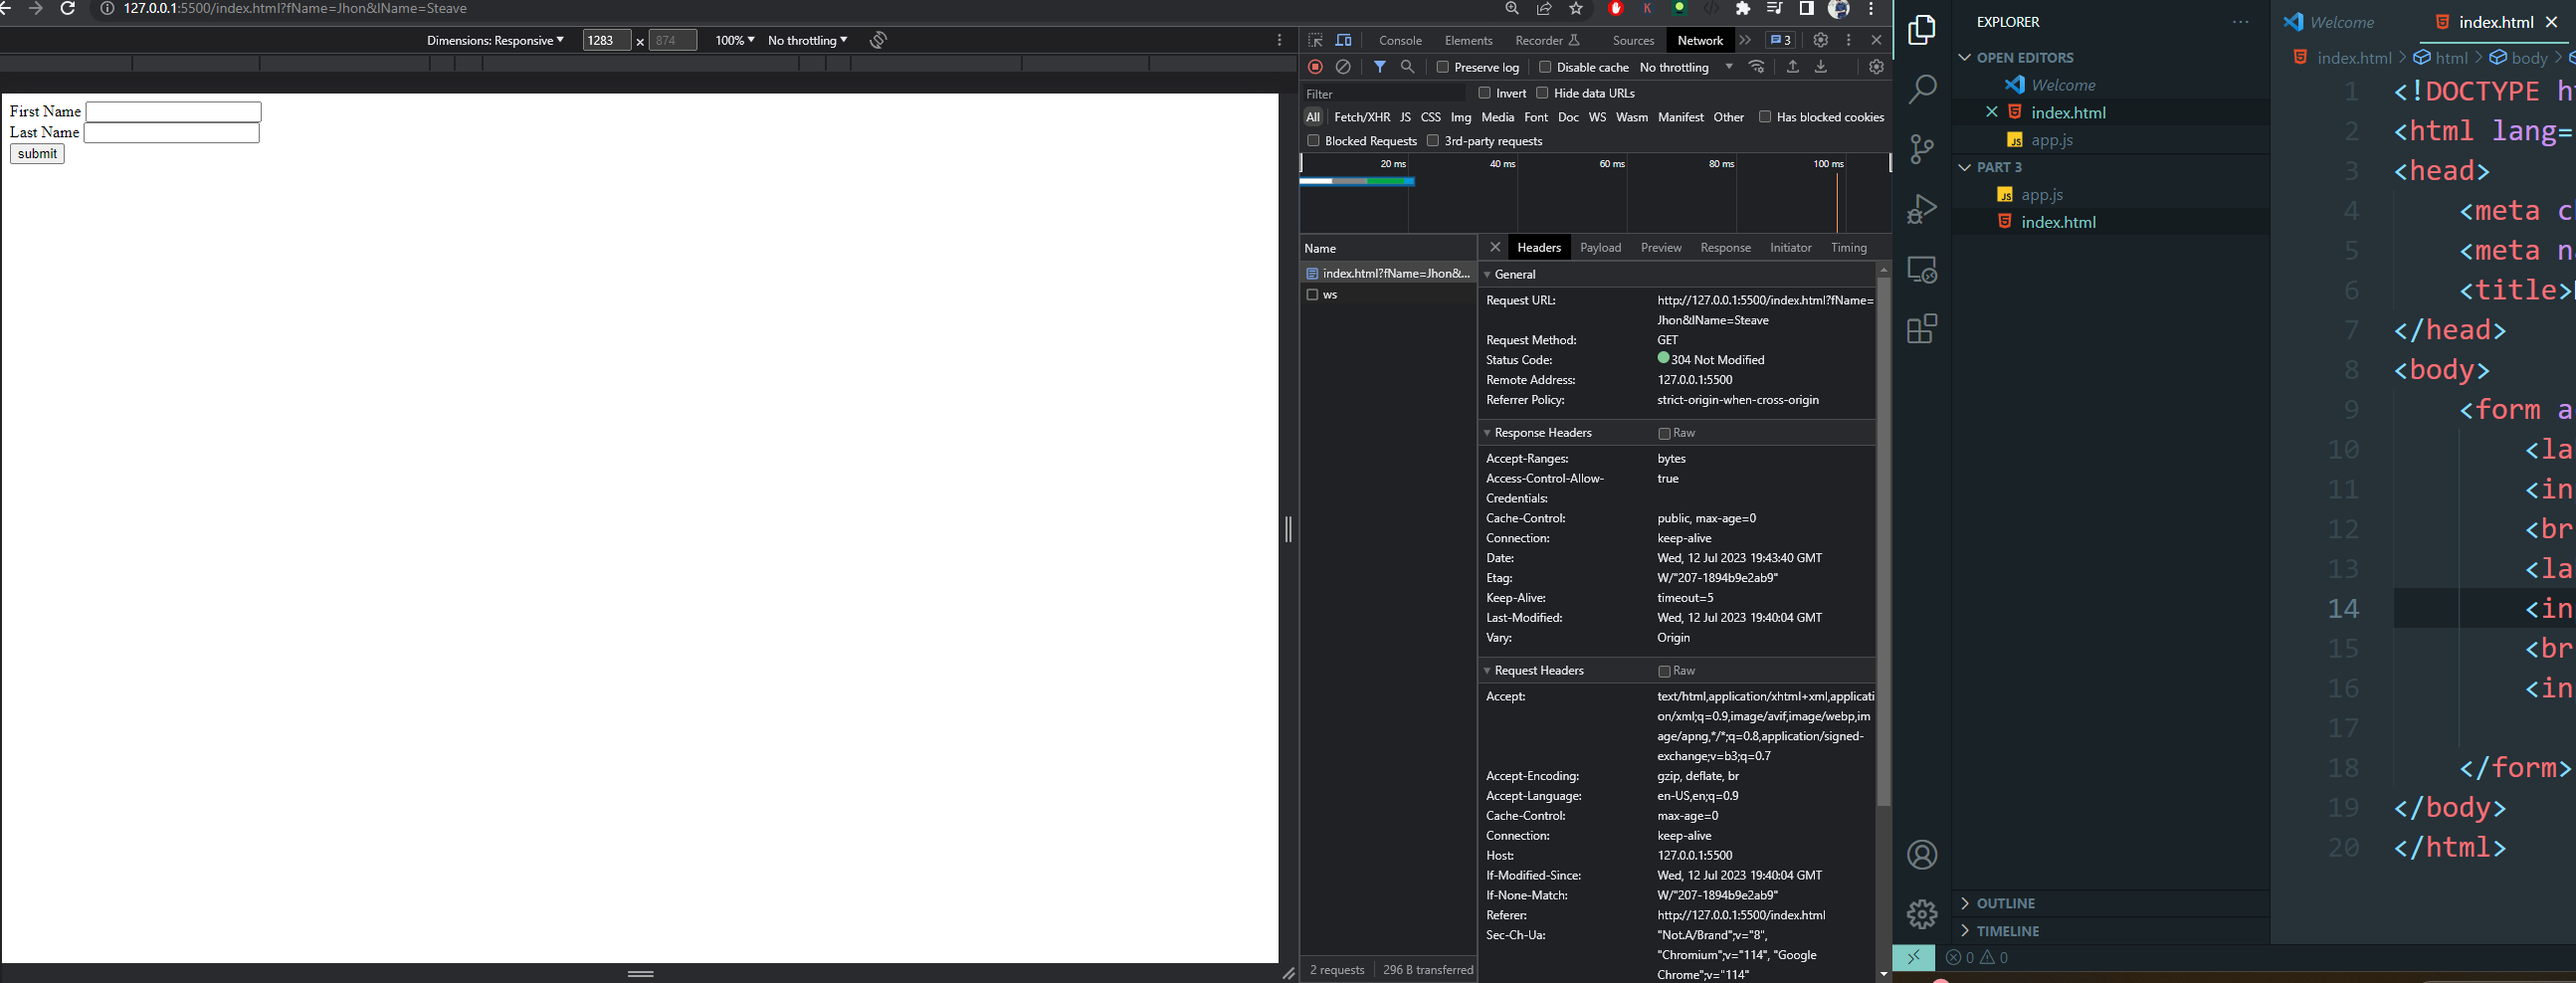 127.0.0.1:5500/index.html?fName=Jhon&lName=Steave
Dimensions: Responsive 1283 × 874 100% No throttling
First Name
Last Name
submit
Console Elements Recorder Sources Network 3
Preserve log Disable cache No throttling
Filter Invert Hide data URLs
All Fetch/XHR JS CSS Img Media Font Doc WS Wasm Manifest Other Has blocked cookies
Blocked Requests 3rd-party requests
20 ms 40 ms 60 ms 80 ms 100 ms
Name
index.html?fName=Jhon&...
ws
2 requests 296 B transferred
Headers Payload Preview Response Initiator Timing
General
Request URL: http://127.0.0.1:5500/index.html?fName=
Jhon&lName=Steave
Request Method: GET
Status Code: 304 Not Modified
Remote Address: 127.0.0.1:5500
Referrer Policy: strict-origin-when-cross-origin
Response Headers Raw
Accept-Ranges: bytes
Access-Control-Allow- true
Credentials:
Cache-Control: public, max-age=0
Connection: keep-alive
Date: Wed, 12 Jul 2023 19:43:40 GMT
Etag: W/"207-1894b9e2ab9"
Keep-Alive: timeout=5
Last-Modified: Wed, 12 Jul 2023 19:40:04 GMT
Vary: Origin
Request Headers Raw
Accept: text/html,application/xhtml+xml,applicati
on/xml;q=0.9,image/avif,image/webp,im
age/apng,*/*;q=0.8,application/signed-
exchange;v=b3;q=0.7
Accept-Encoding: gzip, deflate, br
Accept-Language: en-US,en;q=0.9
Cache-Control: max-age=0
Connection: keep-alive
Host: 127.0.0.1:5500
If-Modified-Since: Wed, 12 Jul 2023 19:40:04 GMT
If-None-Match: W/"207-1894b9e2ab9"
Referer: http://127.0.0.1:5500/index.html
Sec-Ch-Ua: "Not.A/Brand";v="8",
"Chromium";v="114", "Google
Chrome";v="114"
EXPLORER
OPEN EDITORS
Welcome
index.html
JS app.js
PART 3
JS app.js
index.html
OUTLINE
TIMELINE
0 0
Welcome index.html
index.html > html > body >
1 <!DOCTYPE h
2 <html lang=
3 <head>
4 <meta c
5 <meta n
6 <title>
7 </head>
8 <body>
9 <form a
10 <la
11 <in
12 <br
13 <la
14 <in
15 <br
16 <in
17
18 </form>
19 </body>
20 </html>